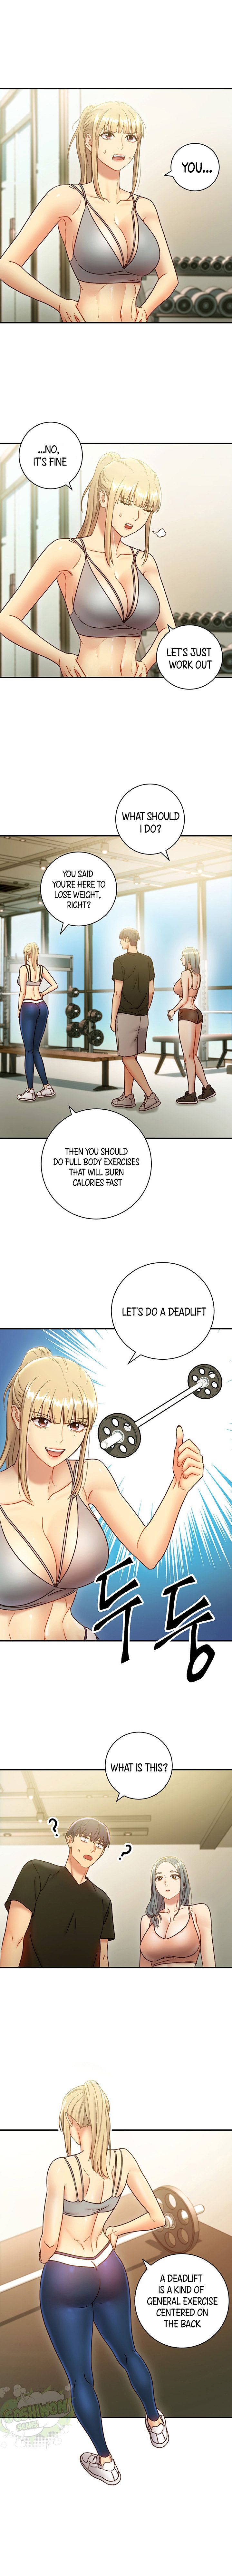 YOU...
...NO,
IT'S FINE
LET'S JUST
WORK OUT
WHAT SHOULD
I DO?
YOU SAID
YOU'RE HERE TO
LOSE WEIGHT,
RIGHT?
THEN YOU SHOULD
DO FULL BODY EXERCISES
THAT WILL BURN
CALORIES FAST
LET'S DO A DEADLIFT
두둥
WHAT IS THIS?
?
?
A DEADLIFT
IS A KIND OF
GENERAL EXERCISE
CENTERED ON
THE BACK